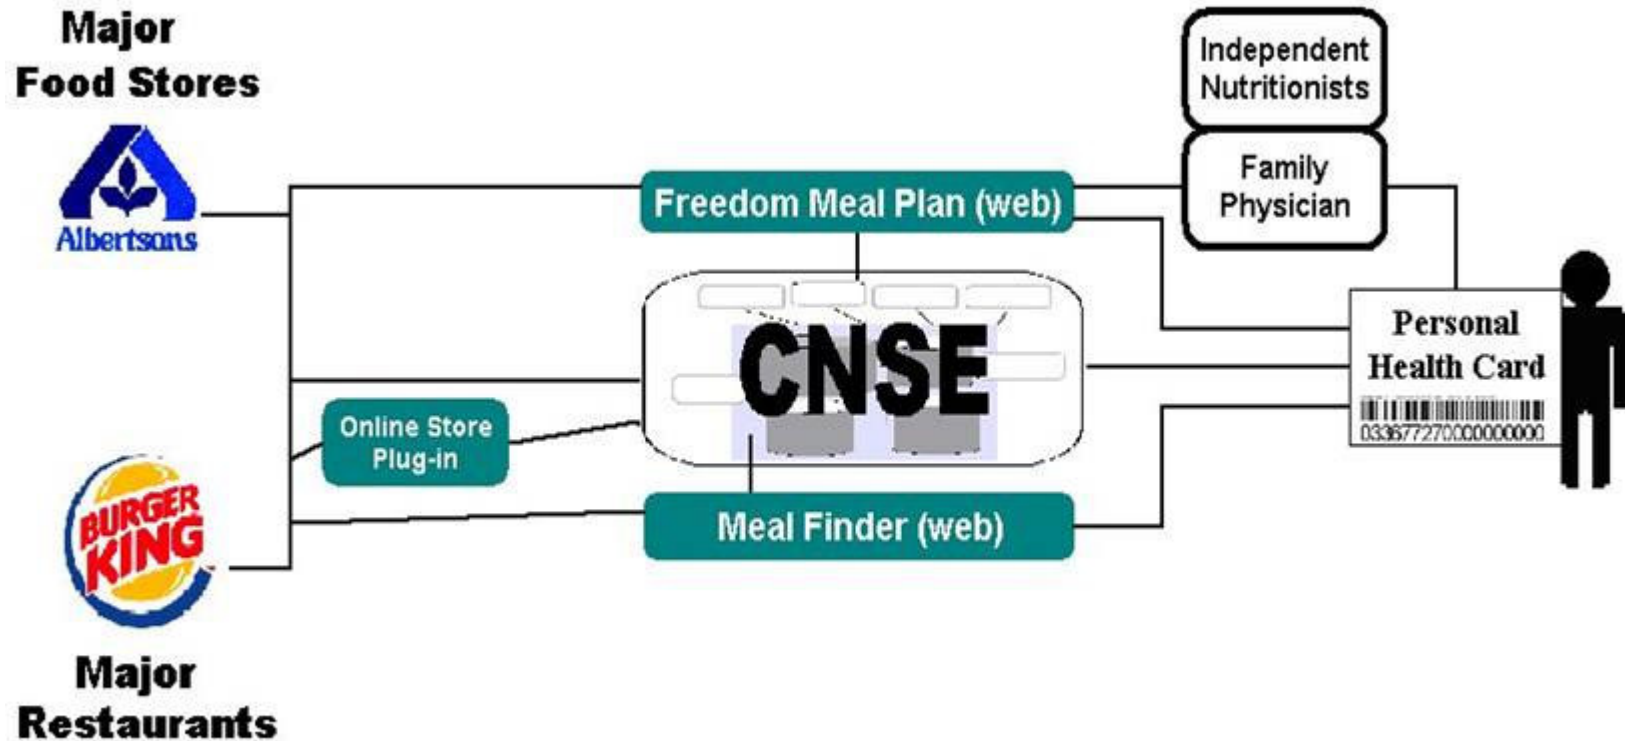 Major
Food Stores
Albertsons
Independent
Nutritionists
Family
Physician
Freedom Meal Plan (web)
CNSE
Personal
Health Card
033677270000000000
Online Store
Plug-in
BURGER
KING
Meal Finder (web)
Major
Restaurants